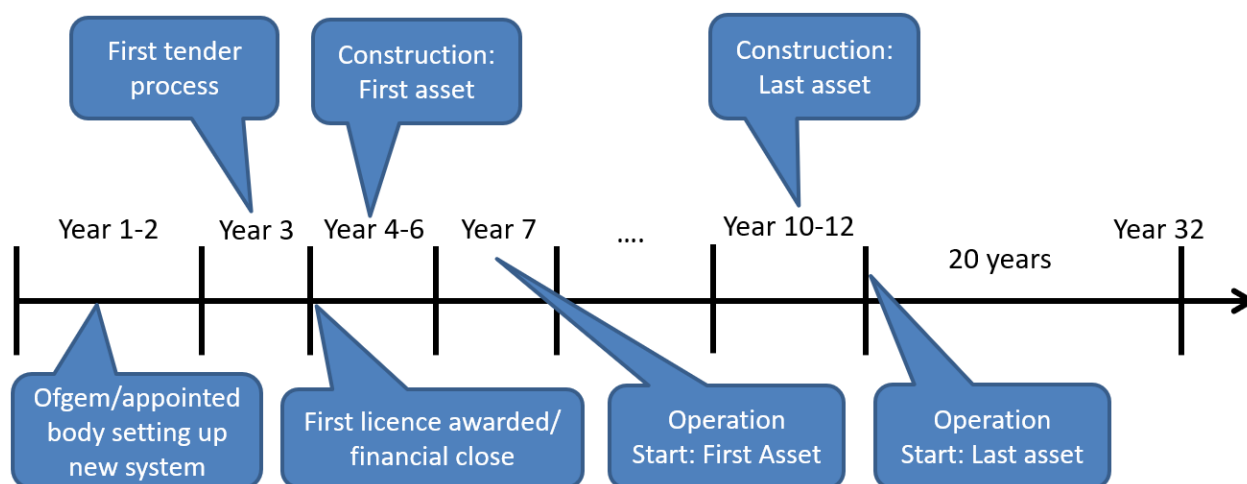 First tender
process
Construction:
First asset
Construction:
Last asset
Year 1-2
Year 3
Year 4-6
Year 7
....
Year 10-12
20 years
Year 32
Ofgem/appointed
body setting up
new system
First licence awarded/
financial close
Operation
Start: First Asset
Operation
Start: Last asset